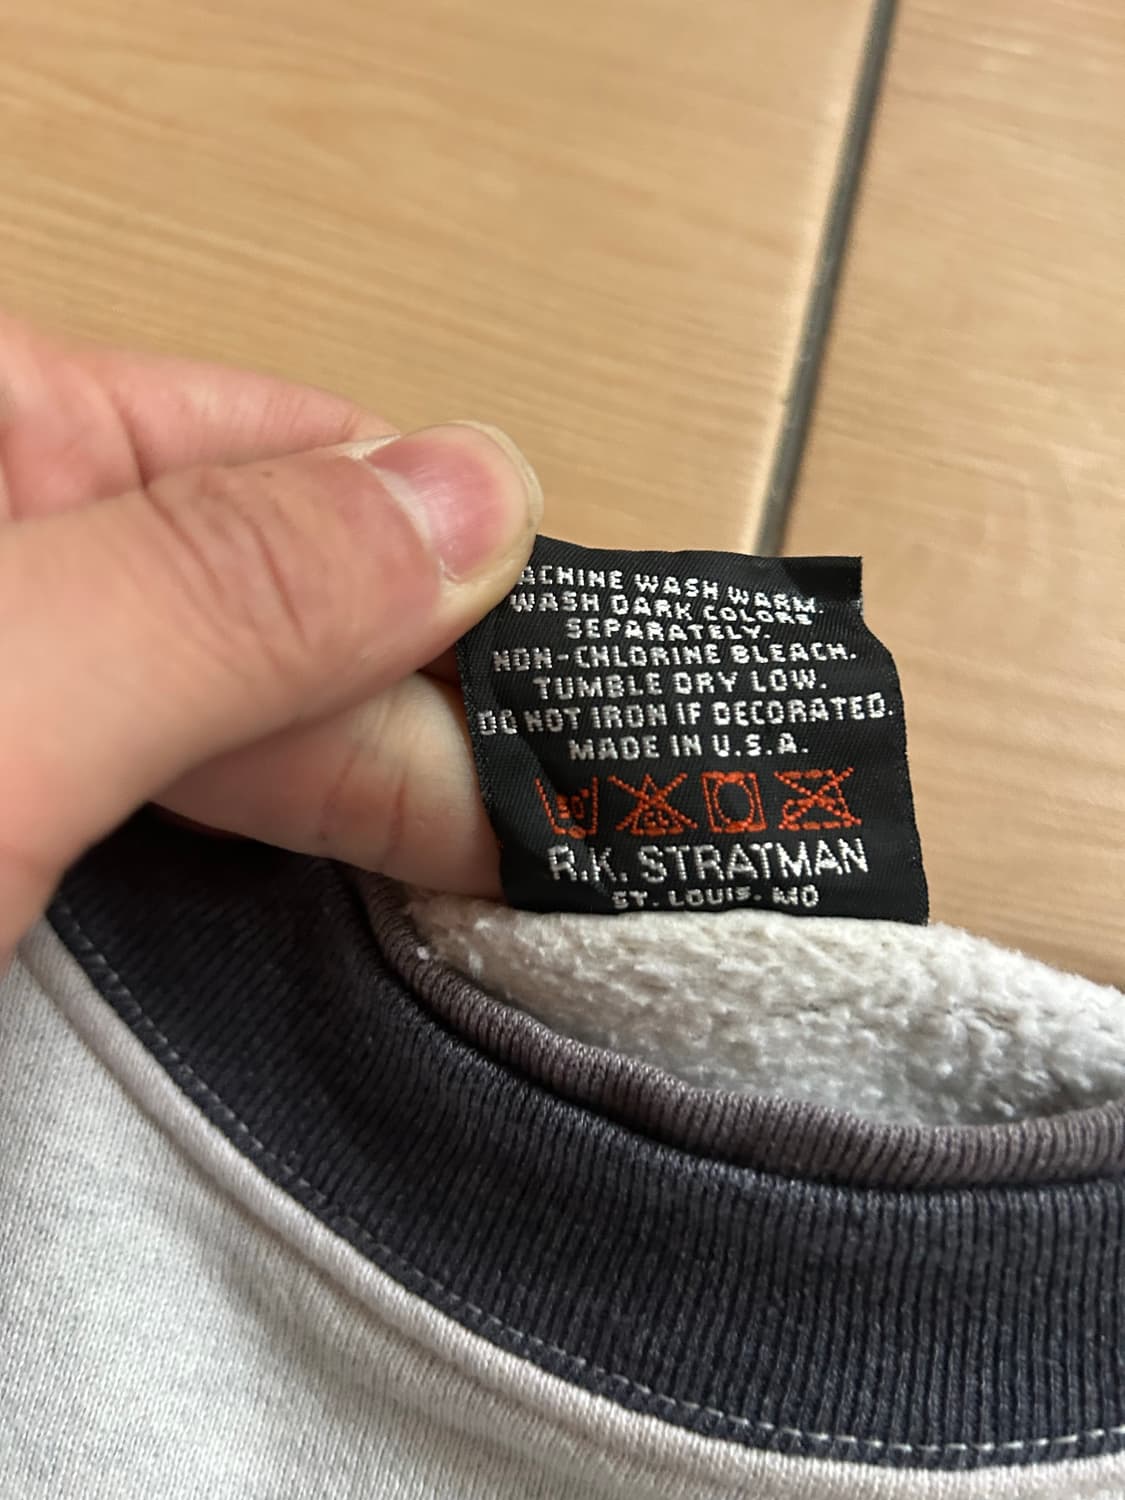 MACHINE WASH WARM.
WASH DARK COLORS
SEPARATELY.
NON-CHLORINE BLEACH.
TUMBLE DRY LOW.
DO NOT IRON IF DECORATED.
MADE IN U.S.A.
R.K. STRATMAN
ST. LOUIS, MO